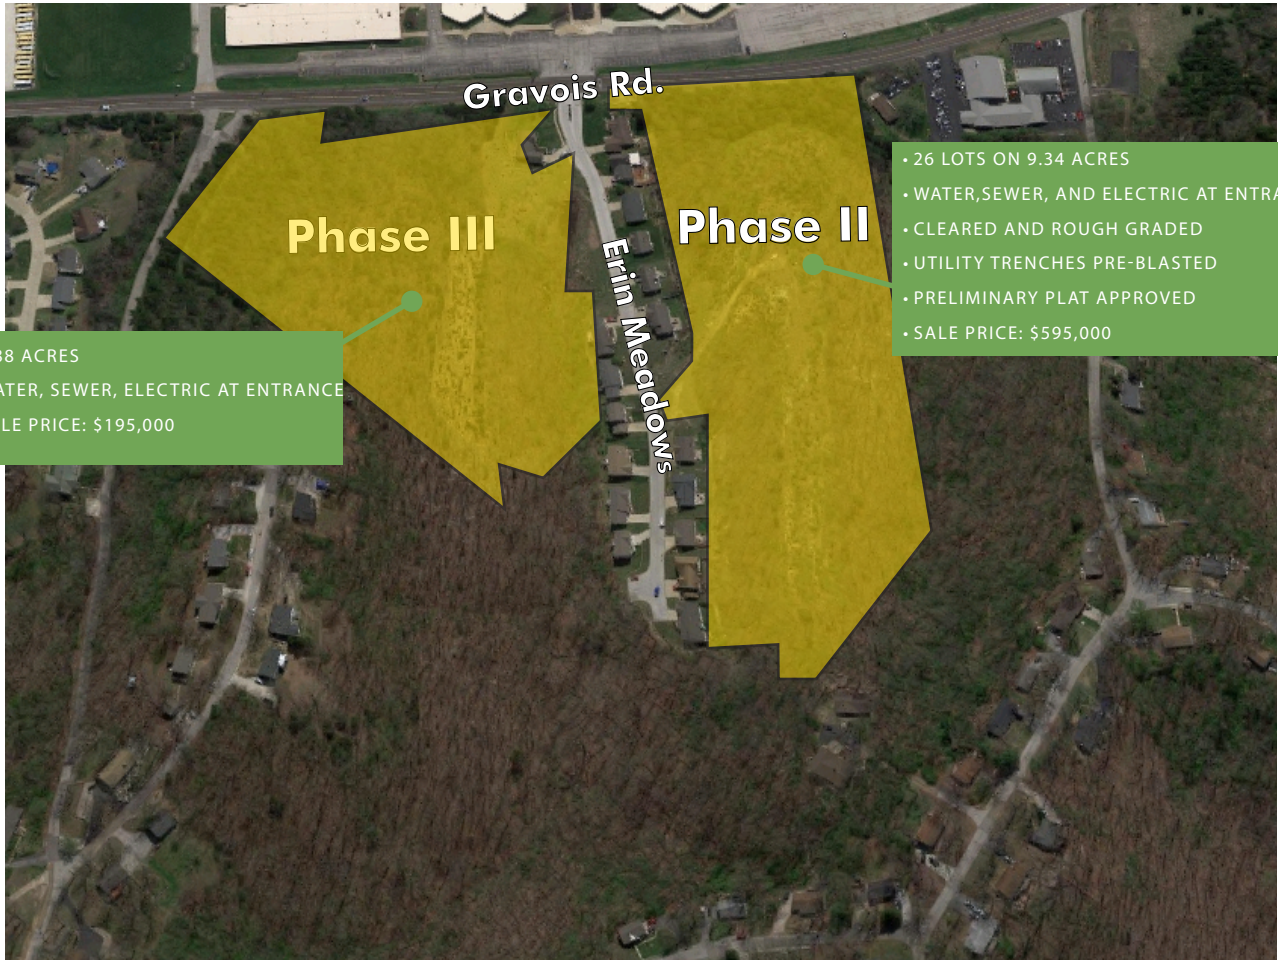 Gravois Rd.
Phase III
Phase II
Erin Meadows
• 26 LOTS ON 9.34 ACRES
• WATER,SEWER, AND ELECTRIC AT ENTRA
• CLEARED AND ROUGH GRADED
• UTILITY TRENCHES PRE-BLASTED
• PRELIMINARY PLAT APPROVED
• SALE PRICE: $595,000
38 ACRES
ATER, SEWER, ELECTRIC AT ENTRANCE
LE PRICE: $195,000